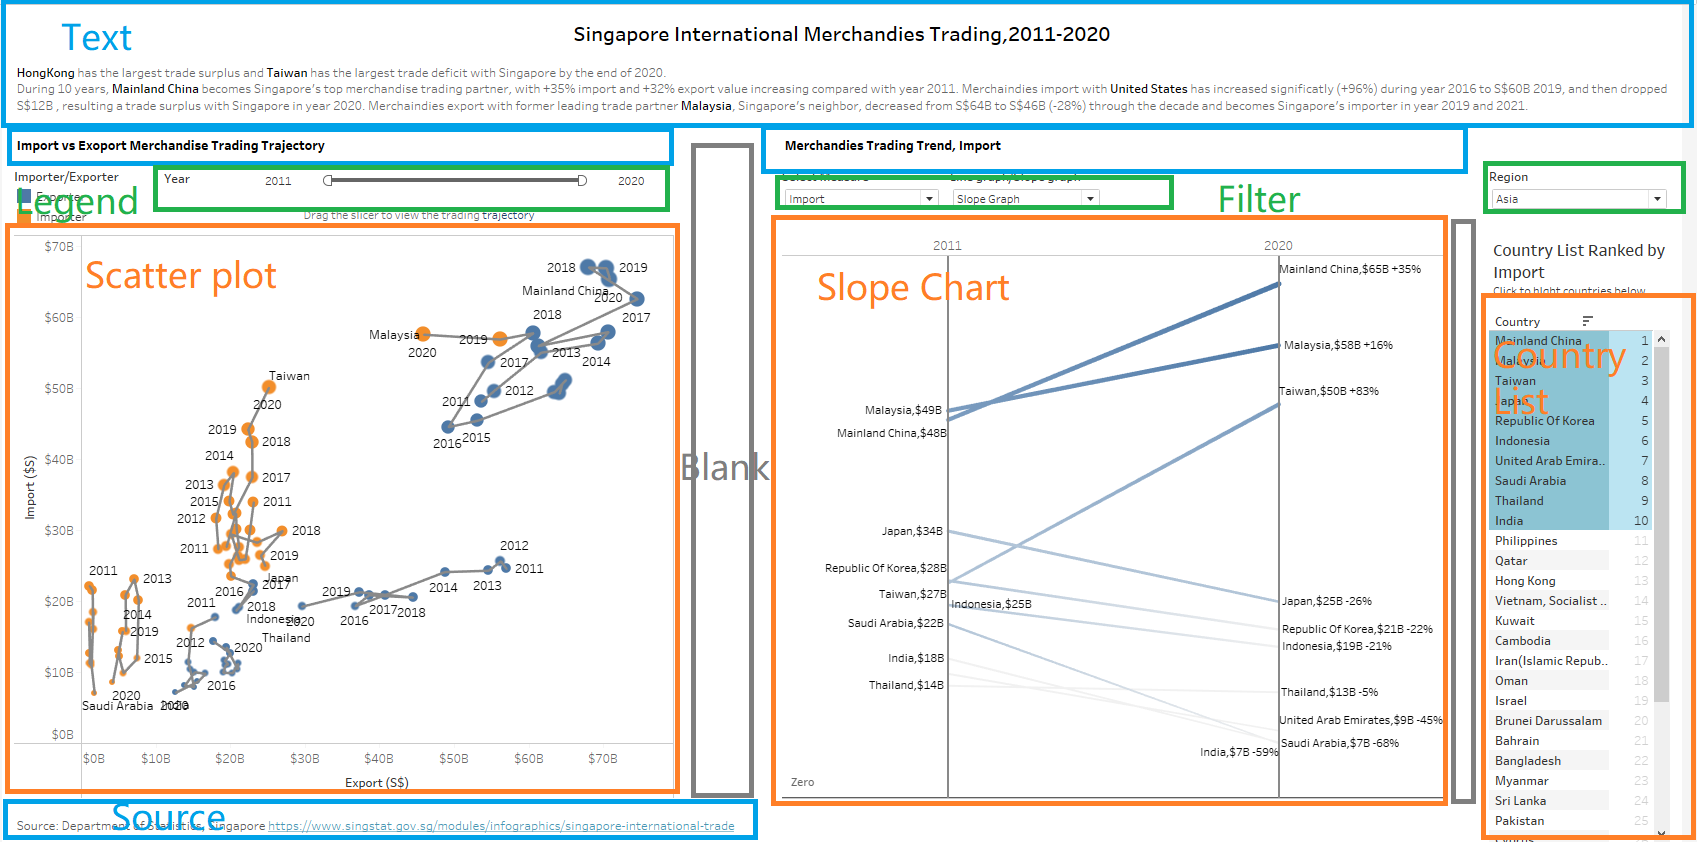 Text
Singapore International Merchandies Trading,2011-2020
HongKong has the largest trade surplus and Taiwan has the largest trade deficit with Singapore by the end of 2020.
During 10 years, Mainland China becomes Singapore's top merchandise trading partner, with +35% import and +32% export value increasing compared with year 2011. Merchaindies import with United States has increased significatly (+96%) during year 2016 to S$60B 2019, and then dropped
S$12B , resulting a trade surplus with Singapore in year 2020. Merchaindies export with former leading trade partner Malaysia, Singapore's neighbor, decreased from S$64B to S$46B (-28%) through the decade and becomes Singapore's importer in year 2019 and 2021.
Import vs Exoport Merchandise Trading Trajectory
Importer/Exporter
Exporter
Importer
Legend
Year
2011
2020
Drag the slicer to view the trading trajectory
Scatter plot
$70B
$60B
$50B
$40B
$30B
$20B
$10B
$0B
Import ($S)
2018
2019
Mainland China
2020
2018
2017
Malaysia
2020
2019
2013
2014
2017
2011
2012
2016
2015
Taiwan
2020
2019
2018
2014
2013
2017
2015
2011
2012
2018
2011
2019
Japan
2016
2017
2011
2013
2014
2019
2015
2020
Saudi Arabia
2011
2018
Indonesia
2020
2012
Thailand
2020
2016
India
2020
2019
2016
2017
2018
2014
2013
2012
2011
$0B
$10B
$20B
$30B
$40B
$50B
$60B
$70B
Export (S$)
Source
Source: Department of Statistics, Singapore https://www.singstat.gov.sg/modules/infographics/singapore-international-trade
Blank
Merchandies Trading Trend, Import
Select Measure
Line graph/Slope graph
Import
Slope Graph
Filter
Slope Chart
2011
2020
Mainland China,$65B +35%
Malaysia,$58B +16%
Taiwan,$50B +83%
Malaysia,$49B
Mainland China,$48B
Japan,$34B
Republic Of Korea,$28B
Taiwan,$27B
Indonesia,$25B
Saudi Arabia,$22B
India,$18B
Thailand,$14B
Japan,$25B -26%
Republic Of Korea,$21B -22%
Indonesia,$19B -21%
Thailand,$13B -5%
United Arab Emirates,$9B -45%
Saudi Arabia,$7B -68%
India,$7B -59%
Zero
Region
Asia
Country List Ranked by
Import
Click to hight countries below
Country
Country
List
Mainland China 1
Malaysia 2
Taiwan 3
Japan 4
Republic Of Korea 5
Indonesia 6
United Arab Emira.. 7
Saudi Arabia 8
Thailand 9
India 10
Philippines 11
Qatar 12
Hong Kong 13
Vietnam, Socialist .. 14
Kuwait 15
Cambodia 16
Iran(Islamic Repub.. 17
Oman 18
Israel 19
Brunei Darussalam 20
Bahrain 21
Bangladesh 22
Myanmar 23
Sri Lanka 24
Pakistan 25